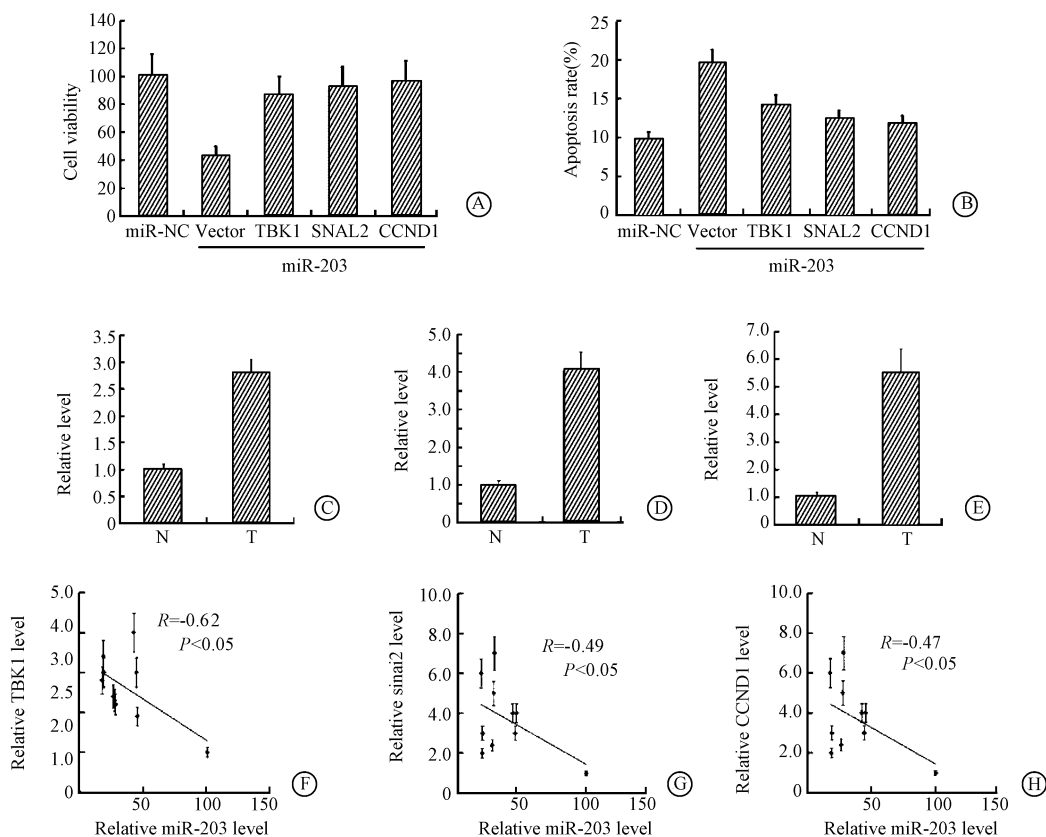 140
120
100
80
60
40
20
0
Cell viability
miR-NC Vector TBK1 SNAL2 CCND1
miR-203
A
25
20
15
10
5
0
Apoptosis rate(%)
miR-NC Vector TBK1 SNAL2 CCND1
miR-203
B
3.5
3.0
2.5
2.0
1.5
1.0
0.5
0
Relative level
N T
C
5.0
4.0
3.0
2.0
1.0
0
Relative level
N T
D
7.0
6.0
5.0
4.0
3.0
2.0
1.0
0
Relative level
N T
E
5.0
4.0
3.0
2.0
1.0
0
Relative TBK1 level
R=-0.62
P<0.05
50 100 150
Relative miR-203 level
F
10.0
8.0
6.0
4.0
2.0
0
Relative sinai2 level
R=-0.49
P<0.05
50 100 150
Relative miR-203 level
G
10.0
8.0
6.0
4.0
2.0
0
Relative CCND1 level
R=-0.47
P<0.05
50 100 150
Relative miR-203 level
H